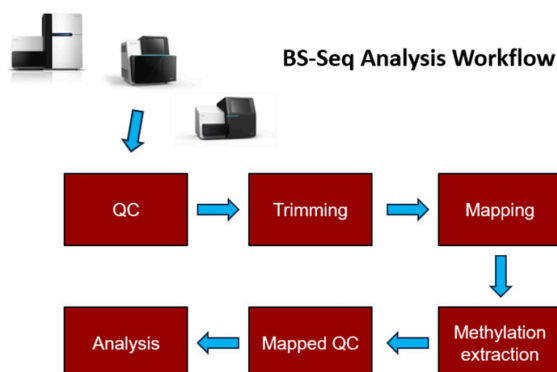 BS-Seq Analysis Workflow
QC
Trimming
Mapping
Methylation
extraction
Mapped QC
Analysis